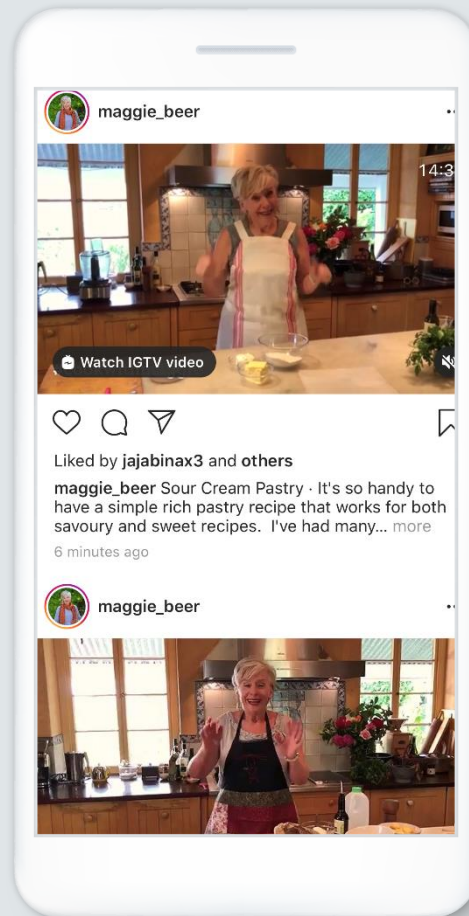 maggie_beer
14:3
Watch IGTV video
Liked by jajabinax3 and others
maggie_beer Sour Cream Pastry · It's so handy to
have a simple rich pastry recipe that works for both
savoury and sweet recipes.  I've had many... more
6 minutes ago
maggie_beer